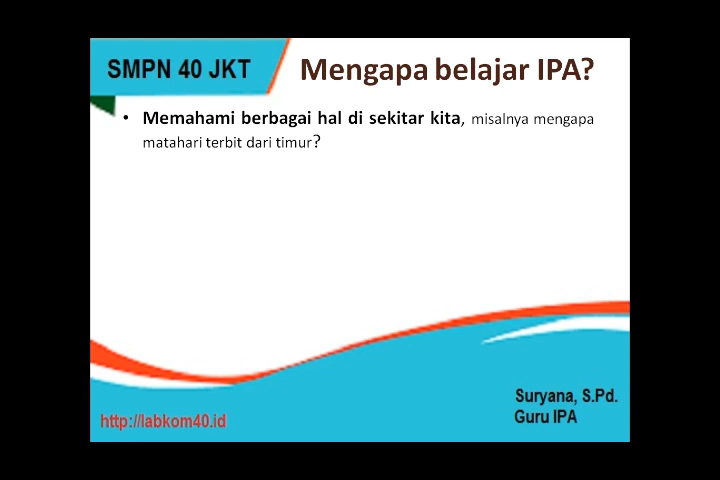 SMPN 40 JKT
Mengapa belajar IPA?
• Memahami berbagai hal di sekitar kita, misalnya mengapa
matahari terbit dari timur?
Suryana, S.Pd.
Guru IPA
http://labkom40.id